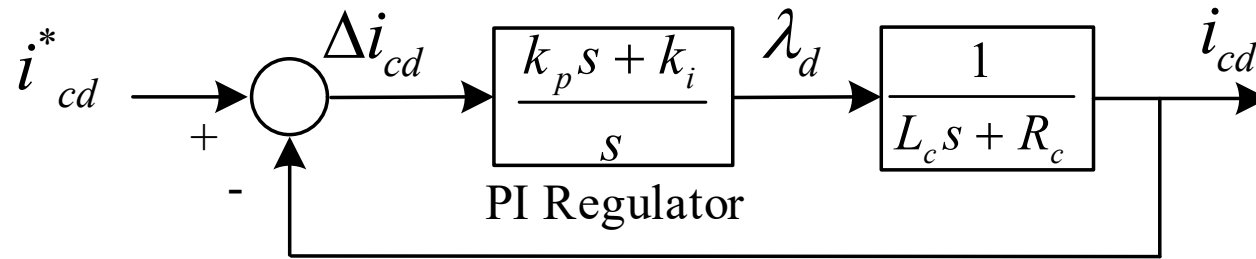 i*cd
+
-
Δicd
kps + ki
s
PI Regulator
λd
1
Lcs + Rc
icd